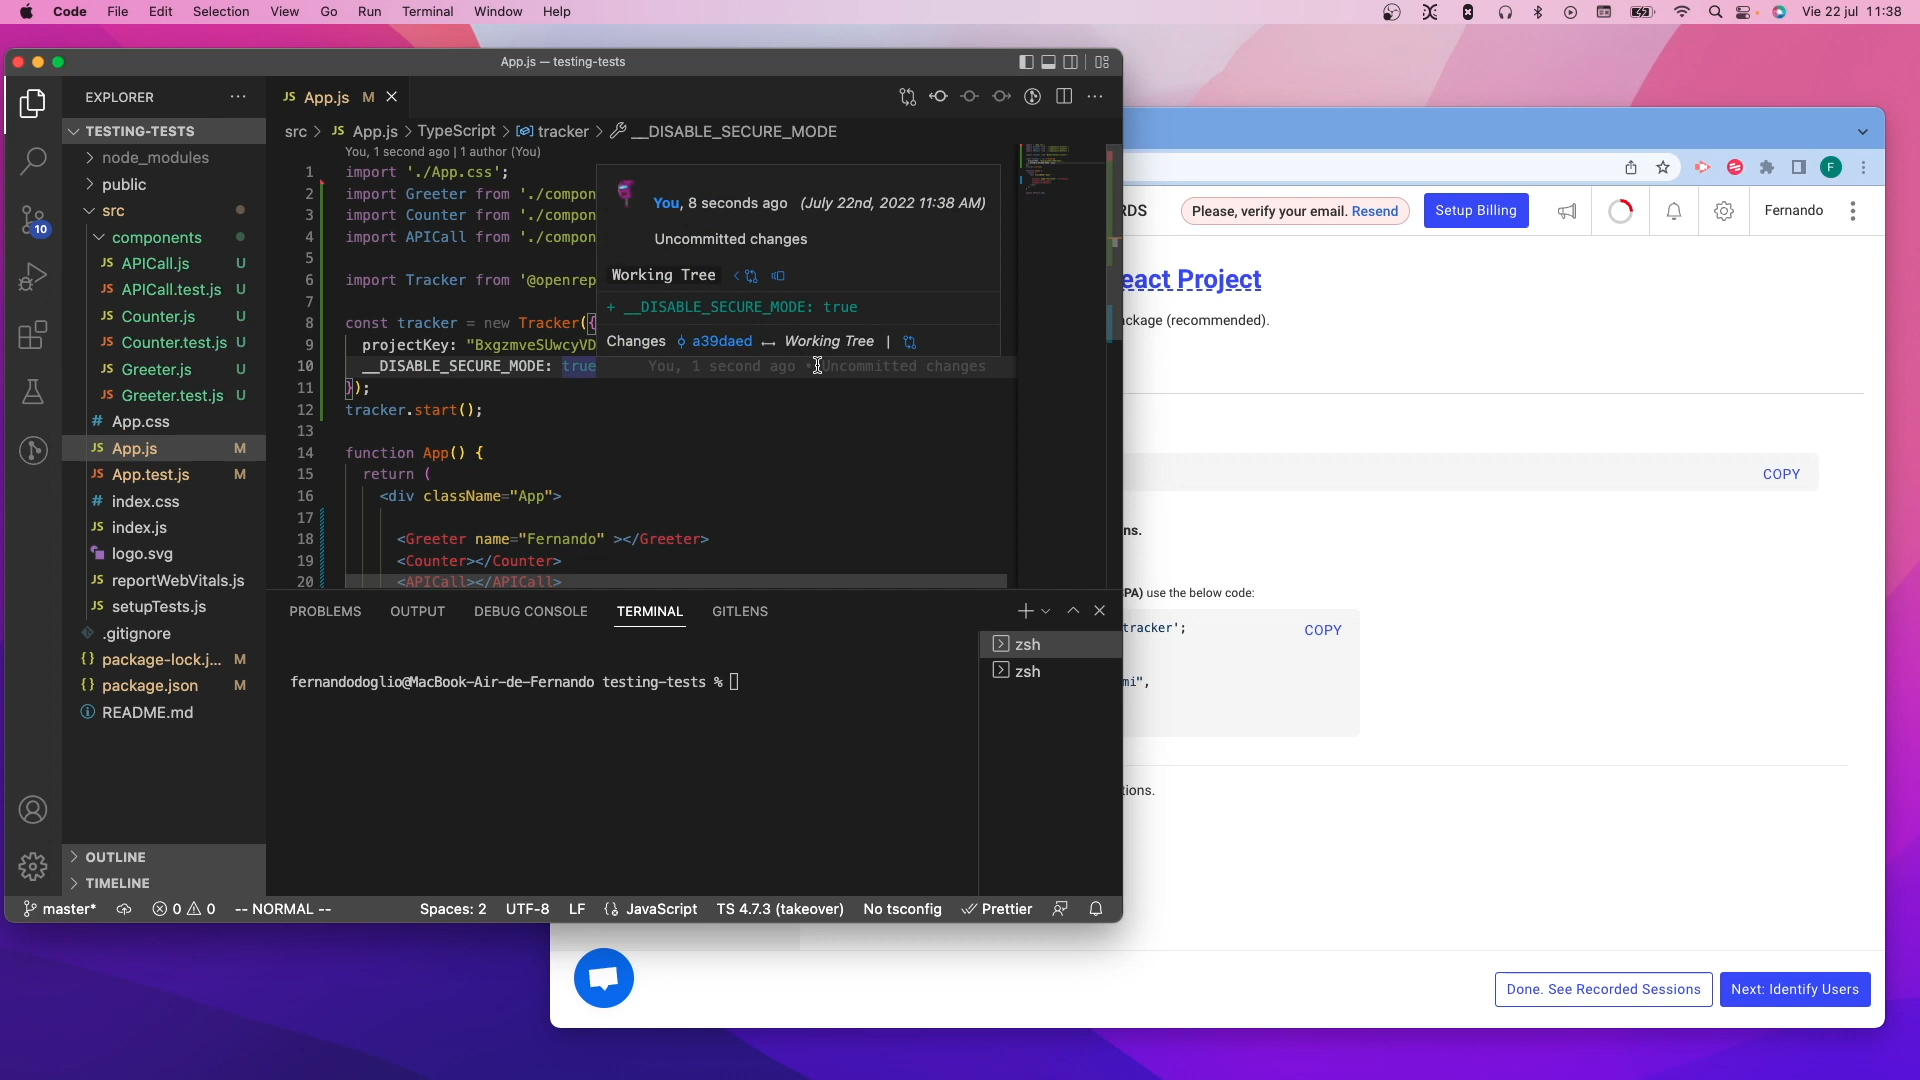 Code File Edit Selection View Go Run Terminal Window Help
Vie 22 jul 11:38
App.js — testing-tests
EXPLORER
TESTING-TESTS
node_modules
public
src
components
APICall.js U
APICall.test.js U
Counter.js U
Counter.test.js U
Greeter.js U
Greeter.test.js U
App.css
App.js M
App.test.js M
index.css
index.js
logo.svg
reportWebVitals.js
setupTests.js
.gitignore
package-lock.j... M
package.json M
README.md
OUTLINE
TIMELINE
10
JS App.js M
src > JS App.js > TypeScript > tracker > __DISABLE_SECURE_MODE
You, 1 second ago | 1 author (You)
1 import './App.css';
2 import Greeter from './compon
3 import Counter from './compon
4 import APICall from './compon
5
6 import Tracker from '@openrep
7
8 const tracker = new Tracker({
9 projectKey: "BxgzmveSUwcyVD
10 __DISABLE_SECURE_MODE: true You, 1 second ago • Uncommitted changes
11 });
12 tracker.start();
13
14 function App() {
15 return (
16 <div className="App">
17
18 <Greeter name="Fernando" ></Greeter>
19 <Counter></Counter>
20 <APICall></APICall>
You, 8 seconds ago (July 22nd, 2022 11:38 AM)
Uncommitted changes
Working Tree
+ __DISABLE_SECURE_MODE: true
Changes a39daed ↔ Working Tree |
PROBLEMS OUTPUT DEBUG CONSOLE TERMINAL GITLENS
fernandodoglio@MacBook-Air-de-Fernando testing-tests %
zsh
zsh
master* 0 0 -- NORMAL -- Spaces: 2 UTF-8 LF {} JavaScript TS 4.7.3 (takeover) No tsconfig Prettier
F
RDS Please, verify your email. Resend Setup Billing Fernando
eact Project
ackage (recommended).
COPY
ns.
PA) use the below code:
tracker'; COPY
mi",
tions.
Done. See Recorded Sessions Next: Identify Users